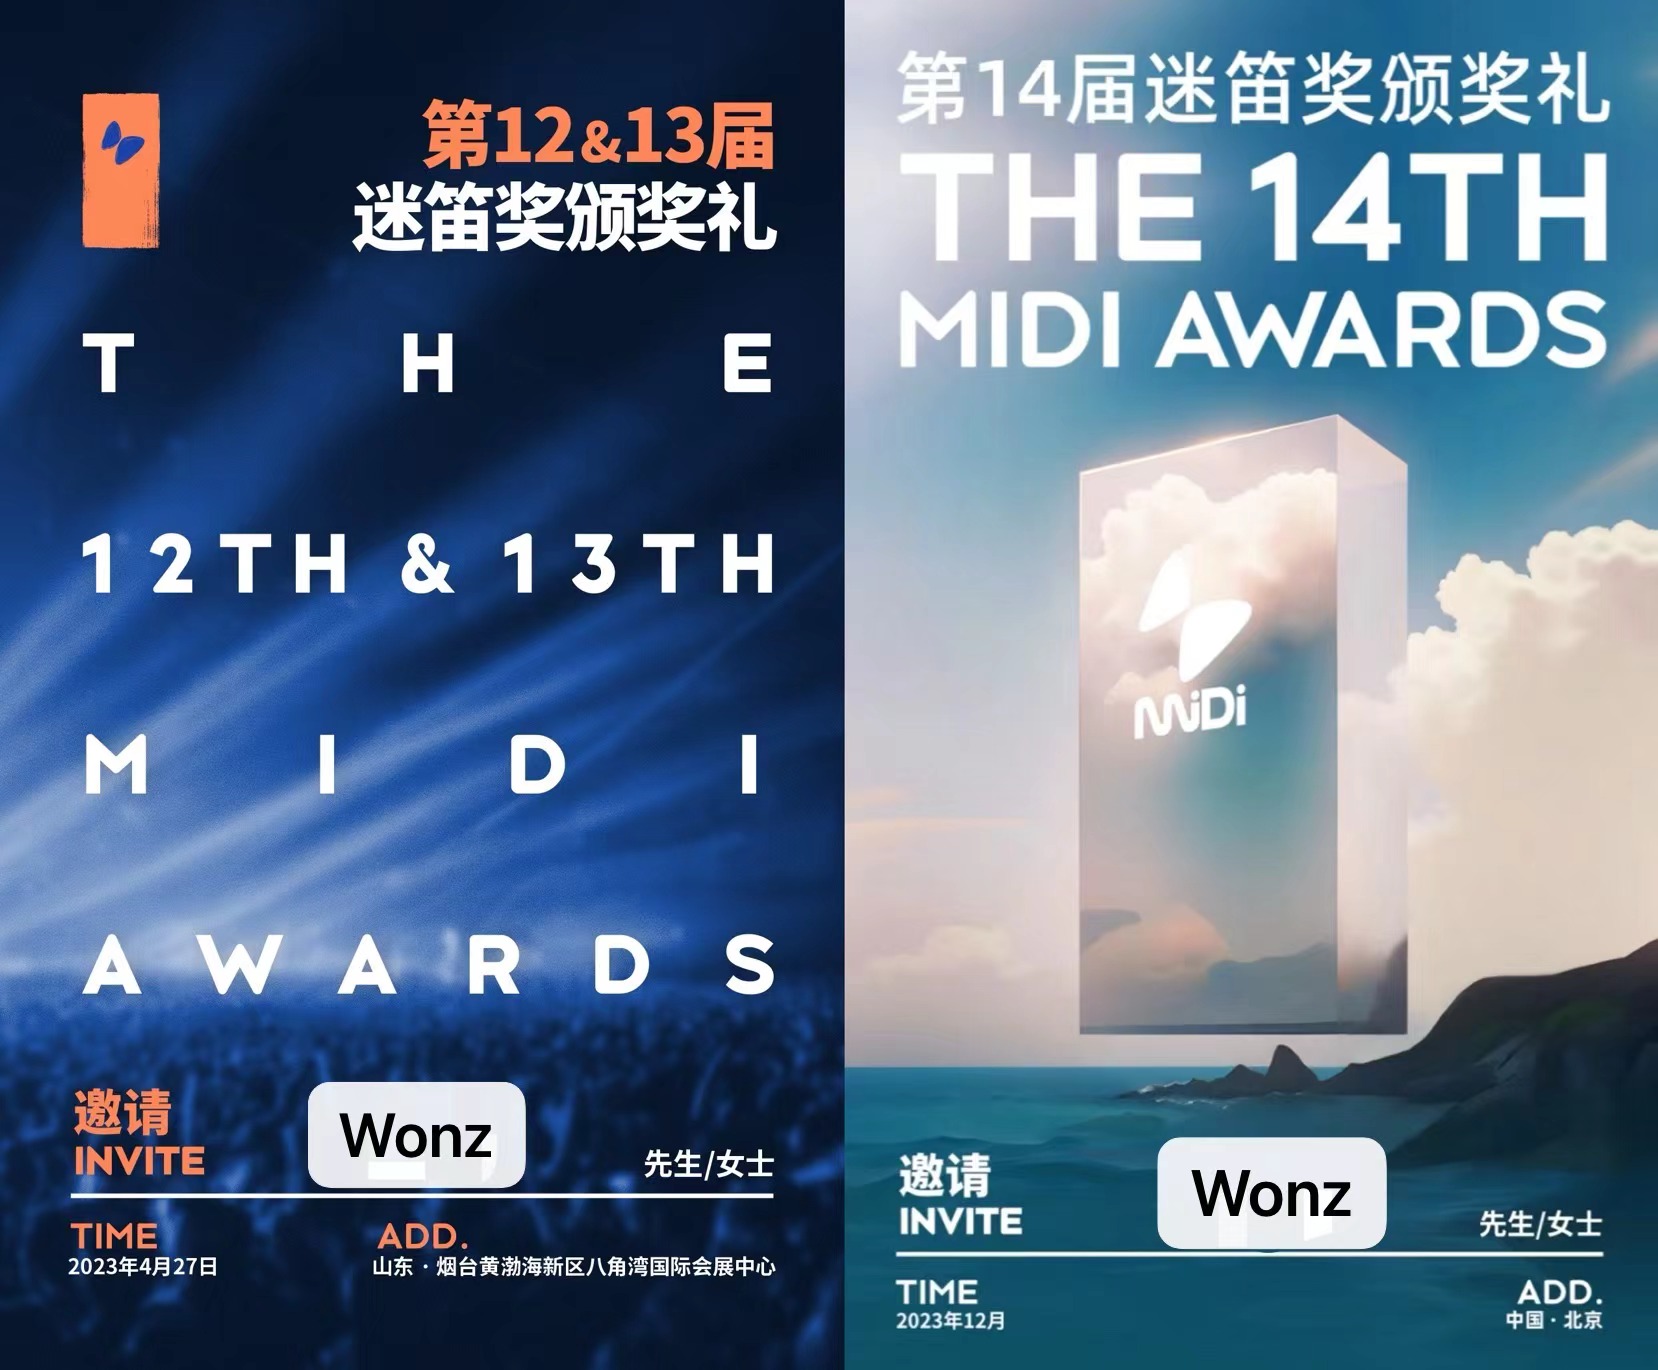 第12&13届
迷笛奖颁奖礼
THE
12TH & 13TH
MIDI
AWARDS
邀请
INVITE
Wonz
先生/女士
TIME
2023年4月27日
ADD.
山东·烟台黄渤海新区八角湾国际会展中心
第14届迷笛奖颁奖礼
THE 14TH
MIDI AWARDS
MiDi
邀请
INVITE
Wonz
先生/女士
TIME
2023年12月
ADD.
中国·北京